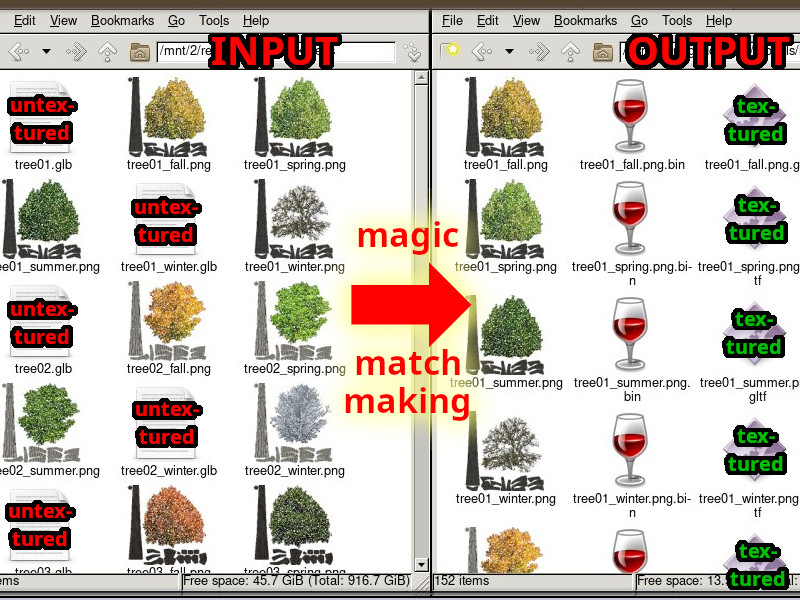 Edit View Bookmarks Go Tools Help
File Edit View Bookmarks Go Tools Help
/mnt/2/re
INPUT
OUTPUT
untex-
tured
tree01.glb
tree01_fall.png
tree01_spring.png
e01_summer.png
untex-
tured
tree01_winter.glb
tree01_winter.png
untex-
tured
tree02.glb
tree02_fall.png
tree02_spring.png
ee02_summer.png
untex-
tured
tree02_winter.glb
tree02_winter.png
untex-
tured
tree03.glb
tree03_fall.png
tree03_spring.png
magic
match
making
tree01_fall.png
tree01_fall.png.bin
tex-
tured
tree01_fall.png.g
tree01_spring.png
tree01_spring.png.bi-
n
tex-
tured
tree01_spring.png
tf
tree01_summer.png
tree01_summer.png.
bin
tex-
tured
tree01_summer.p
gltf
tree01_winter.png
tree01_winter.png.bi-
n
tex-
tured
tree01_winter.png
tf
tex-
tured
ems
Free space: 45.7 GiB (Total: 916.7 GiB)
152 items
Free space: 13.